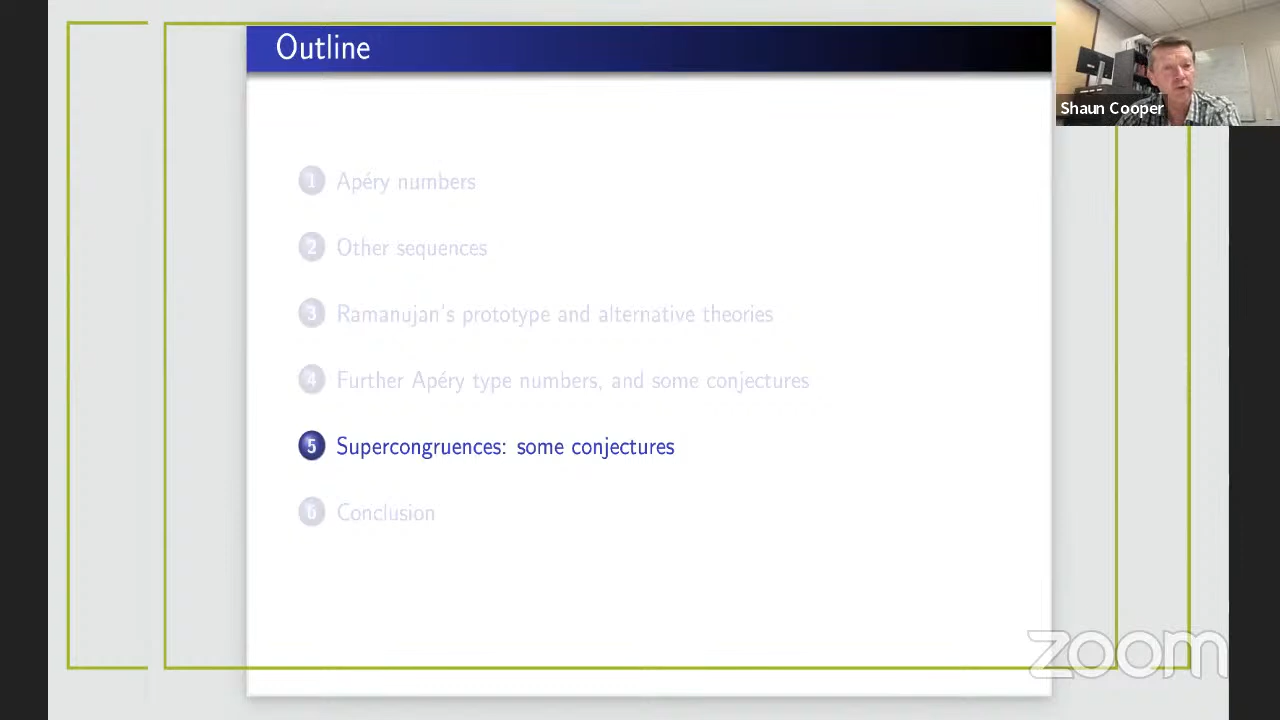 Outline
Shaun Cooper
1 Apéry numbers
2 Other sequences
3 Ramanujan's prototype and alternative theories
4 Further Apéry type numbers, and some conjectures
5 Supercongruences: some conjectures
6 Conclusion
zoom